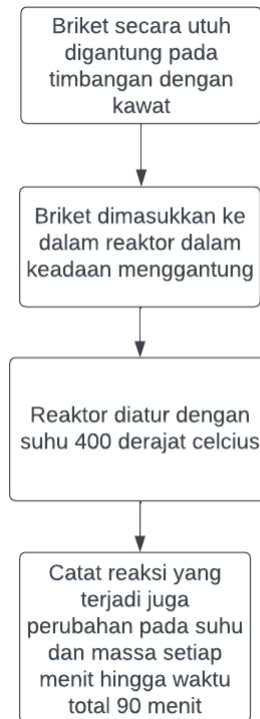 Briket secara utuh
digantung pada
timbangan dengan
kawat
Briket dimasukkan ke
dalam reaktor dalam
keadaan menggantung
Reaktor diatur dengan
suhu 400 derajat celcius
Catat reaksi yang
terjadi juga
perubahan pada suhu
dan massa setiap
menit hingga waktu
total 90 menit